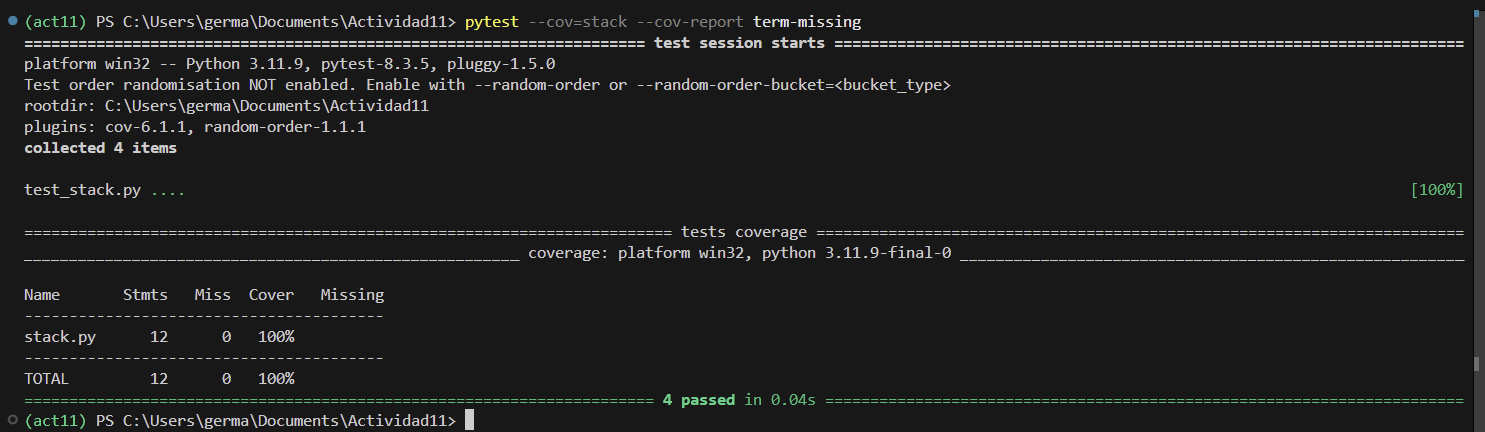 (act11) PS C:\Users\germa\Documents\Actividad11> pytest --cov=stack --cov-report term-missing
======================================================================= test session starts =======================================================================
platform win32 -- Python 3.11.9, pytest-8.3.5, pluggy-1.5.0
Test order randomisation NOT enabled. Enable with --random-order or --random-order-bucket=<bucket_type>
rootdir: C:\Users\germa\Documents\Actividad11
plugins: cov-6.1.1, random-order-1.1.1
collected 4 items
test_stack.py .... [100%]
======================================================================== tests coverage ========================================================================
_______________________________________________________ coverage: platform win32, python 3.11.9-final-0 ________________________________________________________
Name       Stmts   Miss  Cover   Missing
----------------------------------------
stack.py      12      0   100%
----------------------------------------
TOTAL         12      0   100%
====================================================================== 4 passed in 0.04s =======================================================================
(act11) PS C:\Users\germa\Documents\Actividad11>